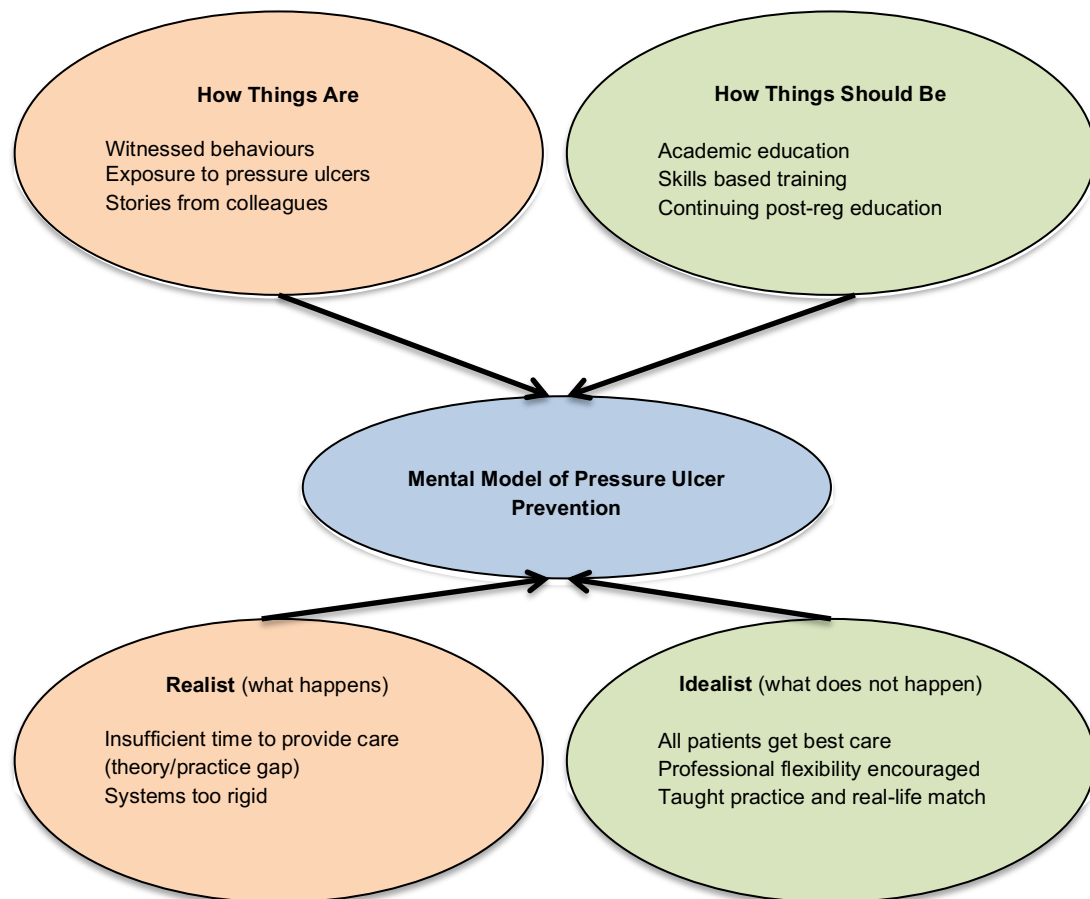 How Things Are
Witnessed behaviours
Exposure to pressure ulcers
Stories from colleagues
How Things Should Be
Academic education
Skills based training
Continuing post-reg education
Mental Model of Pressure Ulcer
Prevention
Realist (what happens)
Insufficient time to provide care
(theory/practice gap)
Systems too rigid
Idealist (what does not happen)
All patients get best care
Professional flexibility encouraged
Taught practice and real-life match